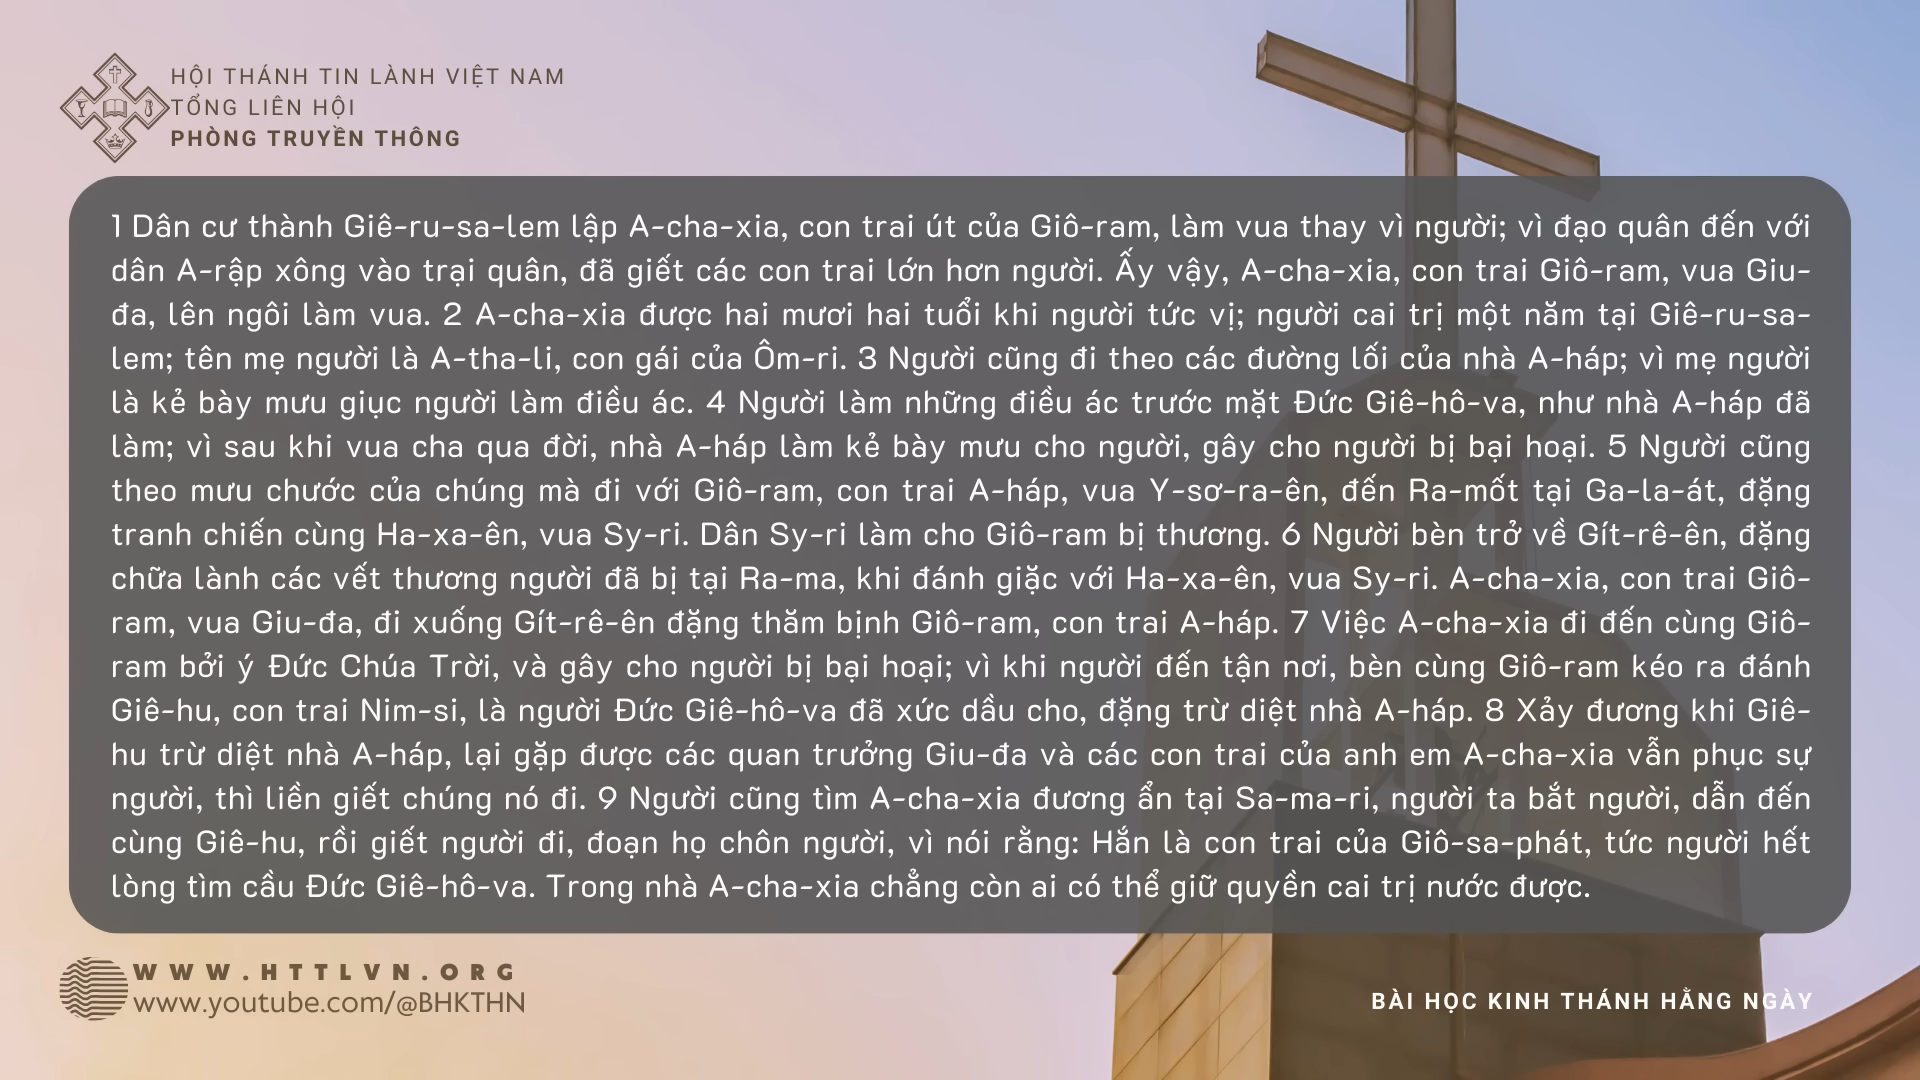 HỘI THÁNH TIN LÀNH VIỆT NAM
TỔNG LIÊN HỘI
PHÒNG TRUYỀN THÔNG
1 Dân cư thành Giê-ru-sa-lem lập A-cha-xia, con trai út của Giô-ram, làm vua thay vì người; vì đạo quân đến với
dân A-rập xông vào trại quân, đã giết các con trai lớn hơn người. Ấy vậy, A-cha-xia, con trai Giô-ram, vua Giu-
đa, lên ngôi làm vua. 2 A-cha-xia được hai mươi hai tuổi khi người tức vị; người cai trị một năm tại Giê-ru-sa-
lem; tên mẹ người là A-tha-li, con gái của Ôm-ri. 3 Người cũng đi theo các đường lối của nhà A-háp; vì mẹ người
là kẻ bày mưu giục người làm điều ác. 4 Người làm những điều ác trước mặt Đức Giê-hô-va, như nhà A-háp đã
làm; vì sau khi vua cha qua đời, nhà A-háp làm kẻ bày mưu cho người, gây cho người bị bại hoại. 5 Người cũng
theo mưu chước của chúng mà đi với Giô-ram, con trai A-háp, vua Y-sơ-ra-ên, đến Ra-mốt tại Ga-la-át, đặng
tranh chiến cùng Ha-xa-ên, vua Sy-ri. Dân Sy-ri làm cho Giô-ram bị thương. 6 Người bèn trở về Gít-rê-ên, đặng
chữa lành các vết thương người đã bị tại Ra-ma, khi đánh giặc với Ha-xa-ên, vua Sy-ri. A-cha-xia, con trai Giô-
ram, vua Giu-đa, đi xuống Gít-rê-ên đặng thăm bịnh Giô-ram, con trai A-háp. 7 Việc A-cha-xia đi đến cùng Giô-
ram bởi ý Đức Chúa Trời, và gây cho người bị bại hoại; vì khi người đến tận nơi, bèn cùng Giô-ram kéo ra đánh
Giê-hu, con trai Nim-si, là người Đức Giê-hô-va đã xức dầu cho, đặng trừ diệt nhà A-háp. 8 Xảy đương khi Giê-
hu trừ diệt nhà A-háp, lại gặp được các quan trưởng Giu-đa và các con trai của anh em A-cha-xia vẫn phục sự
người, thì liền giết chúng nó đi. 9 Người cũng tìm A-cha-xia đương ẩn tại Sa-ma-ri, người ta bắt người, dẫn đến
cùng Giê-hu, rồi giết người đi, đoạn họ chôn người, vì nói rằng: Hắn là con trai của Giô-sa-phát, tức người hết
lòng tìm cầu Đức Giê-hô-va. Trong nhà A-cha-xia chẳng còn ai có thể giữ quyền cai trị nước được.
WWW.HTTLVN.ORG
www.youtube.com/@BHKTHN
BÀI HỌC KINH THÁNH HẰNG NGÀY